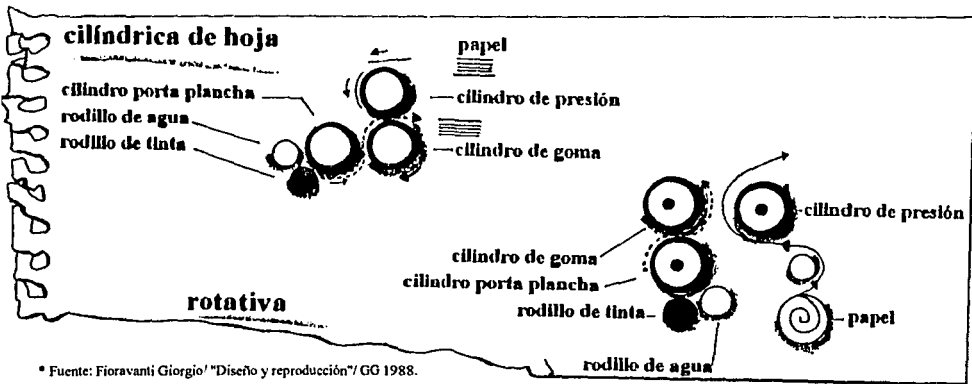 cilíndrica de hoja
papel
cilindro porta plancha
cilindro de presión
rodillo de agua
rodillo de tinta
cilindro de goma
cilindro de presión
cilindro de goma
cilindro porta plancha
rotativa
rodillo de tinta
papel
rodillo de agua
* Fuente: Fioravanti Giorgio/ "Diseño y reproducción"/ GG 1988.